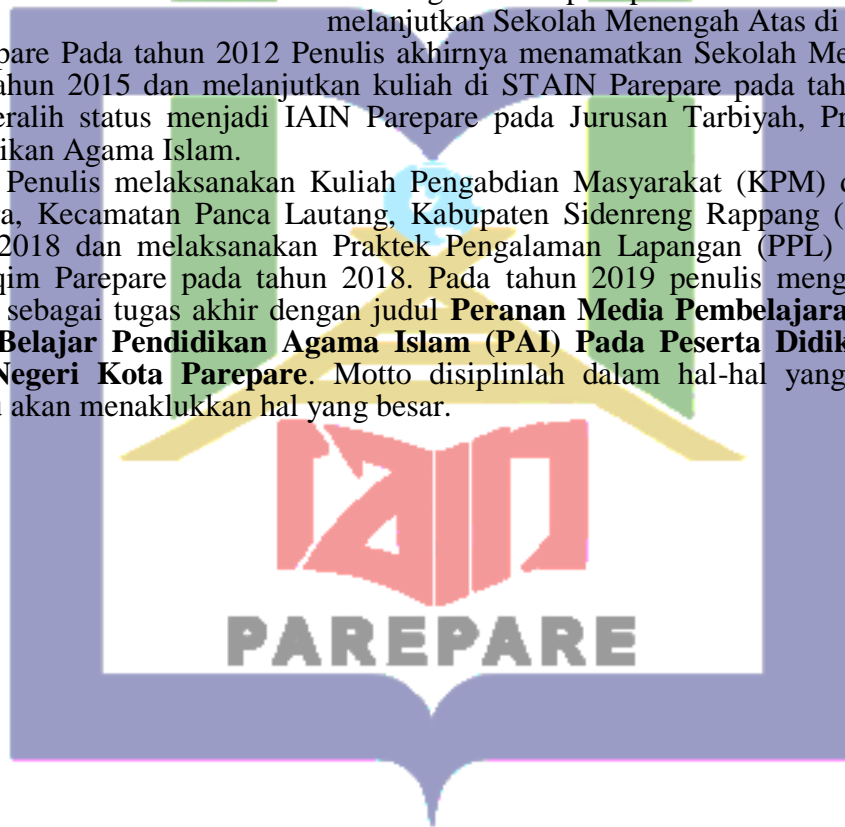 melanjutkan Sekolah Menengah Atas di
pare Pada tahun 2012 Penulis akhirnya menamatkan Sekolah Me
ahun 2015 dan melanjutkan kuliah di STAIN Parepare pada tah
eralih status menjadi IAIN Parepare pada Jurusan Tarbiyah, Pr
ikan Agama Islam.
Penulis melaksanakan Kuliah Pengabdian Masyarakat (KPM) d
a, Kecamatan Panca Lautang, Kabupaten Sidenreng Rappang (
2018 dan melaksanakan Praktek Pengalaman Lapangan (PPL)
qim Parepare pada tahun 2018. Pada tahun 2019 penulis meng
sebagai tugas akhir dengan judul Peranan Media Pembelajara
Belajar Pendidikan Agama Islam (PAI) Pada Peserta Didik
Negeri Kota Parepare. Motto disiplinlah dalam hal-hal yang
u akan menaklukkan hal yang besar.
iain
PAREPARE